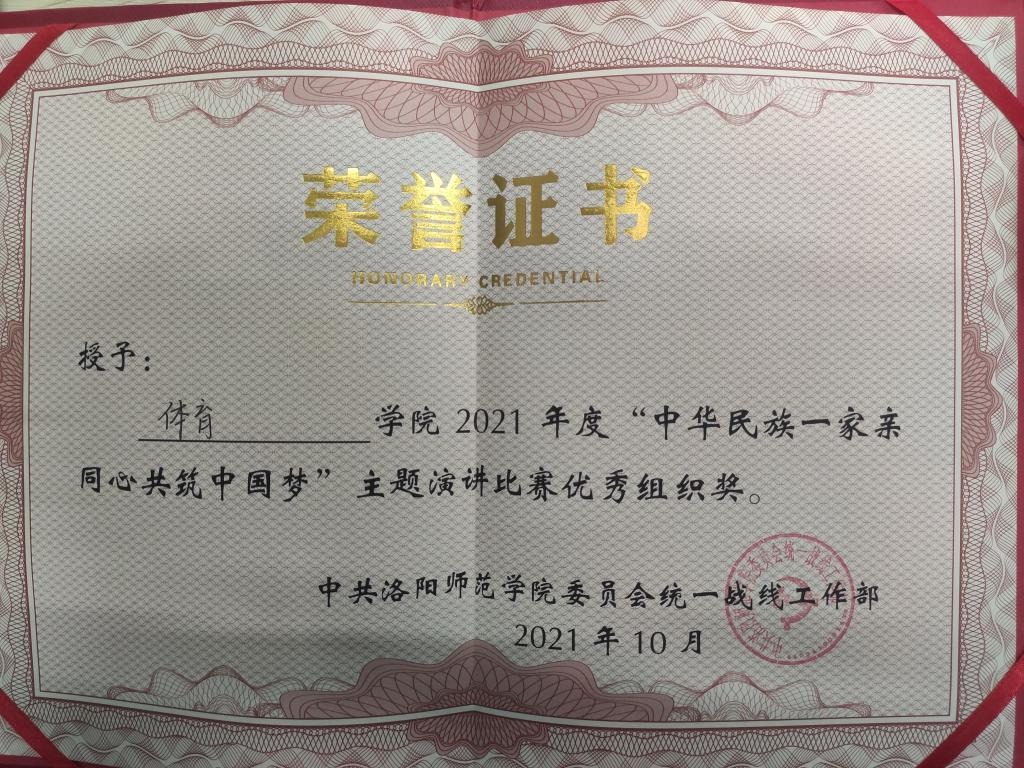 荣誉证书
HONORARY CREDENTIAL
授予：
体育学院 2021 年度“中华民族一家亲
同心共筑中国梦”主题演讲比赛优秀组织奖。
中共洛阳师范学院委员会统一战线工作部
2021 年 10 月